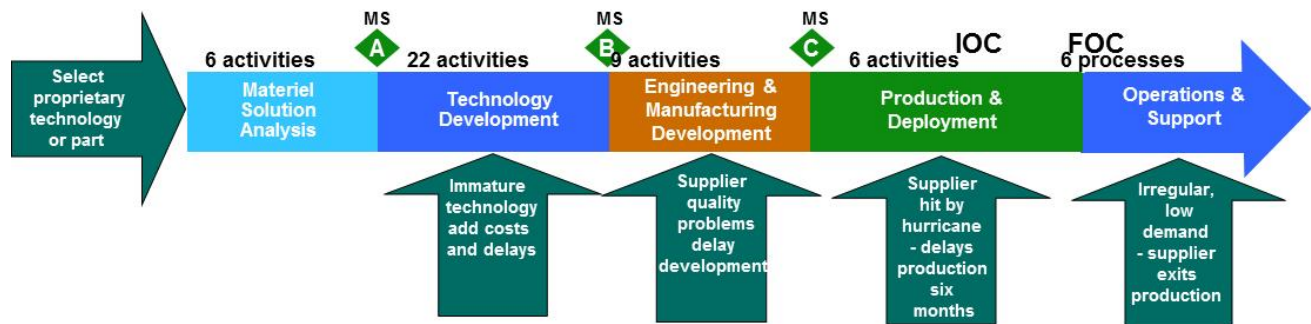 MS
MS
MS
A
B
C
IOC
FOC
6 activities
22 activities
9 activities
6 activities
6 processes
Select
proprietary
technology
or part
Materiel
Solution
Analysis
Technology
Development
Engineering &
Manufacturing
Development
Production &
Deployment
Operations &
Support
Immature
technology
add costs
and delays
Supplier
quality
problems
delay
development
Supplier
hit by
hurricane
- delays
production
six
months
Irregular,
low
demand
- supplier
exits
production